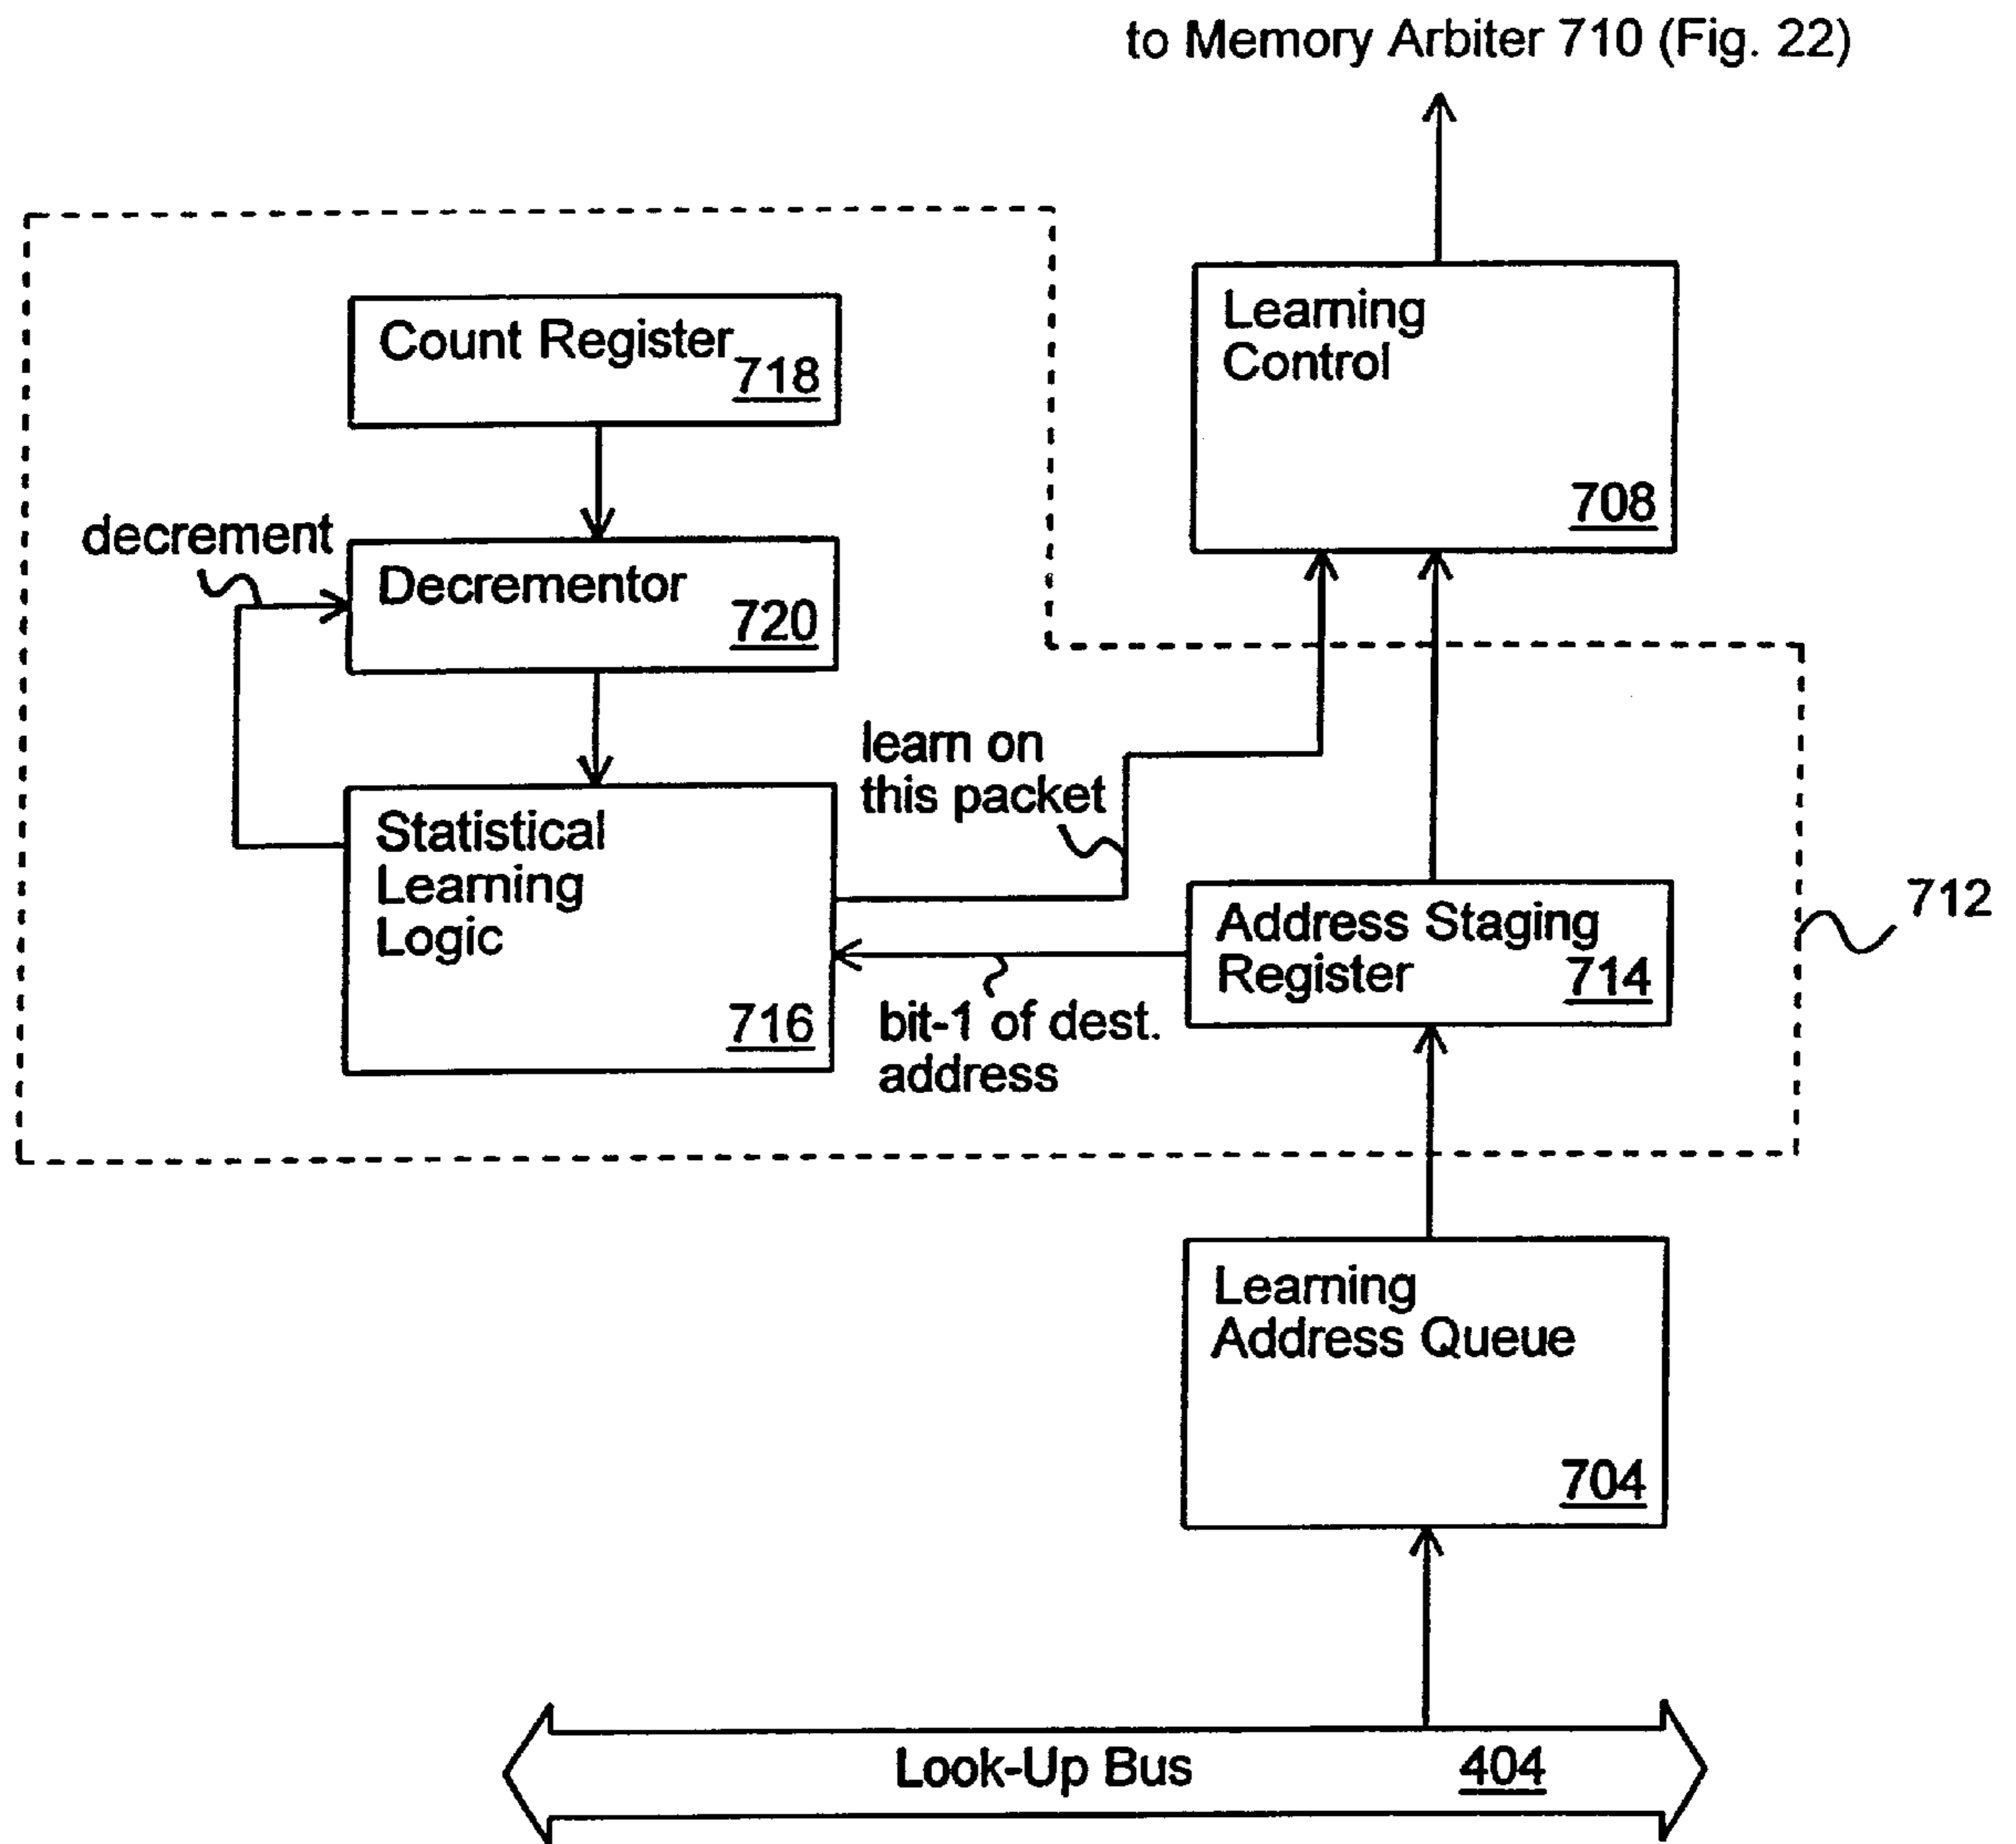 to Memory Arbiter 710 (Fig. 22)
Count Register
718
Learning
Control
708
decrement
Decrementor
720
learn on
this packet
Statistical
Learning
Logic
716
Address Staging
Register
714
712
bit-1 of dest.
address
Learning
Address Queue
704
Look-Up Bus 404